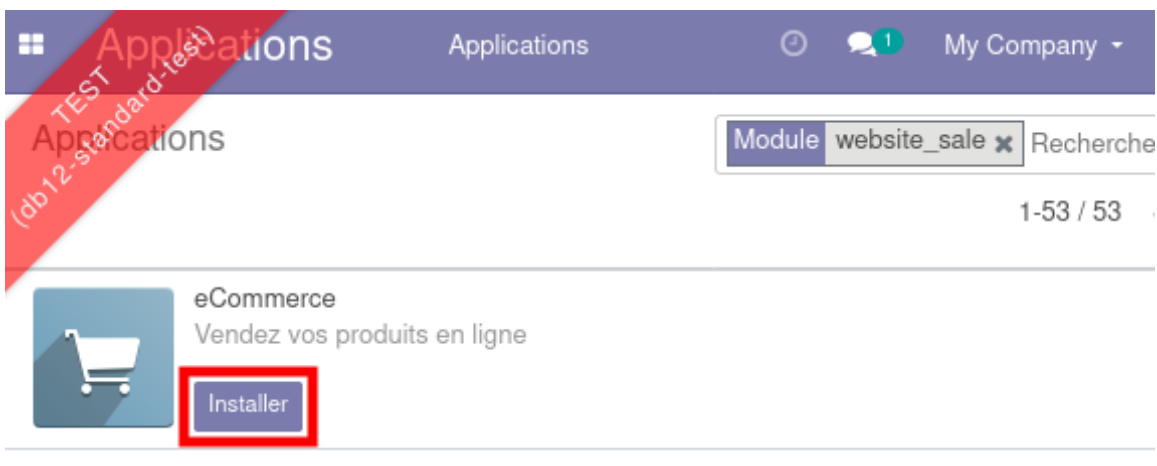 Applications
Applications
1
My Company
TEST
(db12-standard-test)
Applications
Module website_sale Recherche
1-53 / 53
eCommerce
Vendez vos produits en ligne
Installer